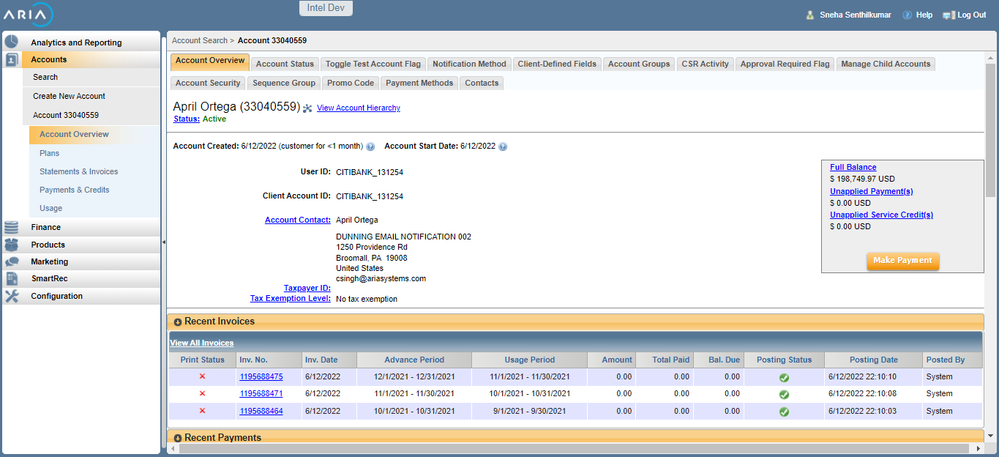 ARIA
Intel Dev
Sneha Senthilkumar
Help
Log Out
Analytics and Reporting
Accounts
Search
Create New Account
Account 33040559
Account Overview
Plans
Statements & Invoices
Payments & Credits
Usage
Finance
Products
Marketing
SmartRec
Configuration
Account Search > Account 33040559
Account Overview Account Status Toggle Test Account Flag Notification Method Client-Defined Fields Account Groups CSR Activity Approval Required Flag Manage Child Accounts
Account Security Sequence Group Promo Code Payment Methods Contacts
April Ortega (33040559) View Account Hierarchy
Status: Active
Account Created: 6/12/2022 (customer for <1 month) Account Start Date: 6/12/2022
User ID: CITIBANK_131254
Client Account ID: CITIBANK_131254
Account Contact: April Ortega
DUNNING EMAIL NOTIFICATION 002
1250 Providence Rd
Broomall, PA 19008
United States
csingh@ariasystems.com
Taxpayer ID:
Tax Exemption Level: No tax exemption
Full Balance
$ 198,749.97 USD
Unapplied Payment(s)
$ 0.00 USD
Unapplied Service Credit(s)
$ 0.00 USD
Make Payment
Recent Invoices
View All Invoices
Print Status Inv. No. Inv. Date Advance Period Usage Period Amount Total Paid Bal. Due Posting Status Posting Date Posted By
1195688475 6/12/2022 12/1/2021 - 12/31/2021 11/1/2021 - 11/30/2021 0.00 0.00 0.00 6/12/2022 22:10:10 System
1195688471 6/12/2022 11/1/2021 - 11/30/2021 10/1/2021 - 10/31/2021 0.00 0.00 0.00 6/12/2022 22:10:08 System
1195688464 6/12/2022 10/1/2021 - 10/31/2021 9/1/2021 - 9/30/2021 0.00 0.00 0.00 6/12/2022 22:10:03 System
Recent Payments